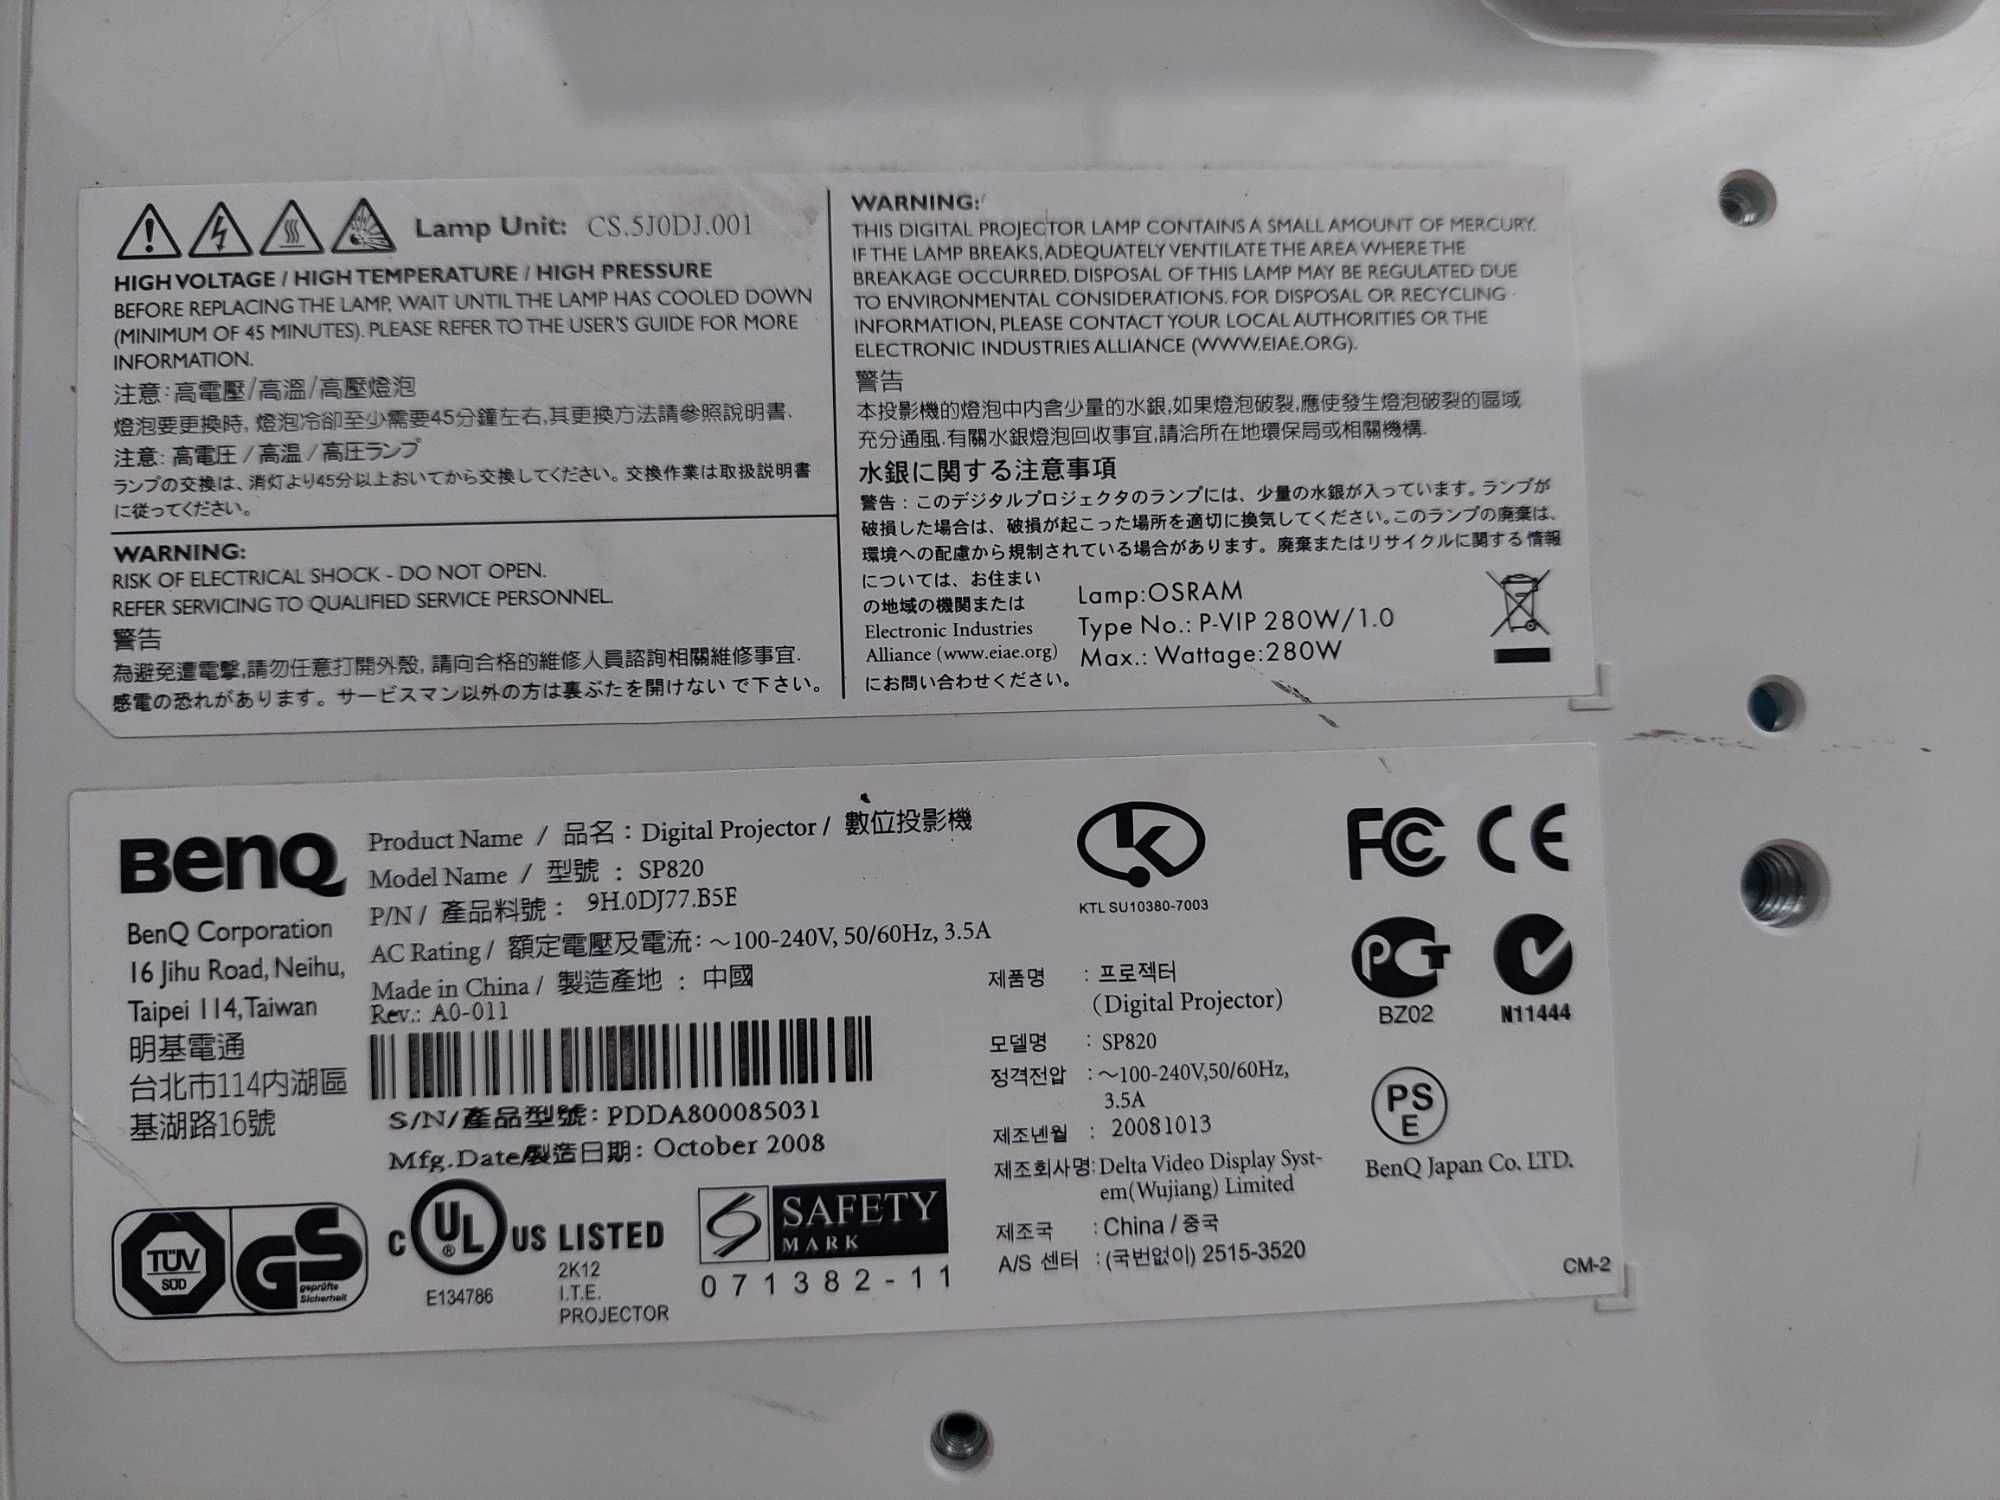 Lamp Unit: CS.5J0DJ.001
HIGH VOLTAGE / HIGH TEMPERATURE / HIGH PRESSURE
BEFORE REPLACING THE LAMP, WAIT UNTIL THE LAMP HAS COOLED DOWN
(MINIMUM OF 45 MINUTES). PLEASE REFER TO THE USER'S GUIDE FOR MORE
INFORMATION.
注意:高電壓/高溫/高壓燈泡
燈泡要更換時, 燈泡冷卻至少需要45分鐘左右,其更換方法請參照說明書.
注意: 高電圧 / 高温 / 高圧ランプ
ランプの交換は、消灯より45分以上おいてから交換してください。交換作業は取扱説明書
に従ってください。
WARNING:
RISK OF ELECTRICAL SHOCK - DO NOT OPEN.
REFER SERVICING TO QUALIFIED SERVICE PERSONNEL.
警告
為避免遭電擊,請勿任意打開外殼, 請向合格的維修人員諮詢相關維修事宜.
感電の恐れがあります。サービスマン以外の方は裏ぶたを開けないで下さい。
WARNING:
THIS DIGITAL PROJECTOR LAMP CONTAINS A SMALL AMOUNT OF MERCURY.
IF THE LAMP BREAKS, ADEQUATELY VENTILATE THE AREA WHERE THE
BREAKAGE OCCURRED. DISPOSAL OF THIS LAMP MAY BE REGULATED DUE
TO ENVIRONMENTAL CONSIDERATIONS. FOR DISPOSAL OR RECYCLING
INFORMATION, PLEASE CONTACT YOUR LOCAL AUTHORITIES OR THE
ELECTRONIC INDUSTRIES ALLIANCE (WWW.EIAE.ORG).
警告
本投影機的燈泡中内含少量的水銀,如果燈泡破裂,應使發生燈泡破裂的區域
充分通風.有關水銀燈泡回收事宜,請洽所在地環保局或相關機構.
水銀に関する注意事項
警告 : このデジタルプロジェクタのランプには、少量の水銀が入っています。ランプが
破損した場合は、破損が起こった場所を適切に換気してください。このランプの廃棄は、
環境への配慮から規制されている場合があります。廃棄またはリサイクルに関する情報
については、お住まい
の地域の機関または
Electronic Industries
Alliance (www.eiae.org)
にお問い合わせください。
Lamp:OSRAM
Type No.: P-VIP 280W/1.0
Max.: Wattage:280W
BenQ
BenQ Corporation
16 Jihu Road, Neihu,
Taipei 114, Taiwan
明基電通
台北市114內湖區
基湖路16號
Product Name / 品名 : Digital Projector / 數位投影機
Model Name / 型號 : SP820
P/N / 產品料號 : 9H.0DJ77.B5E
AC Rating / 額定電壓及電流: ~100-240V, 50/60Hz, 3.5A
Made in China / 製造產地 : 中國
Rev.: A0-011
S/N/產品型號: PDDA800085031
Mfg.Date/製造日期: October 2008
TÜV
SÜD
GS
geprüfte
Sicherheit
c UL ® US LISTED
E134786
2K12
I.T.E.
PROJECTOR
SAFETY
MARK
071382-11
KTL SU10380-7003
제품명 : 프로젝터
(Digital Projector)
모델명 : SP820
정격전압 : ~100-240V,50/60Hz,
3.5A
제조년월 : 20081013
제조회사명: Delta Video Display Syst-
em(Wujiang) Limited
제조국 : China / 중국
A/S 센터 : (국번없이) 2515-3520
FC CE
PCT
BZ02
N11444
PS
E
BenQ Japan Co. LTD.
CM-2